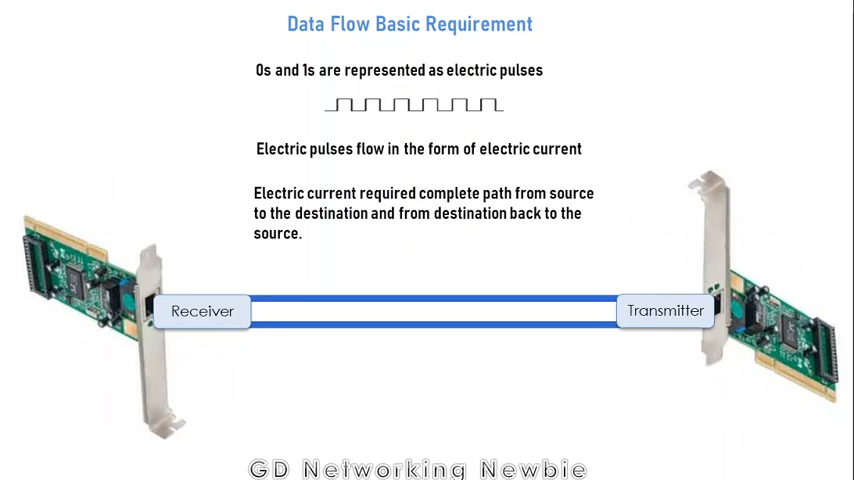 Data Flow Basic Requirement
0s and 1s are represented as electric pulses
Electric pulses flow in the form of electric current
Electric current required complete path from source
to the destination and from destination back to the
source.
Receiver
Transmitter
GD Networking Newbie